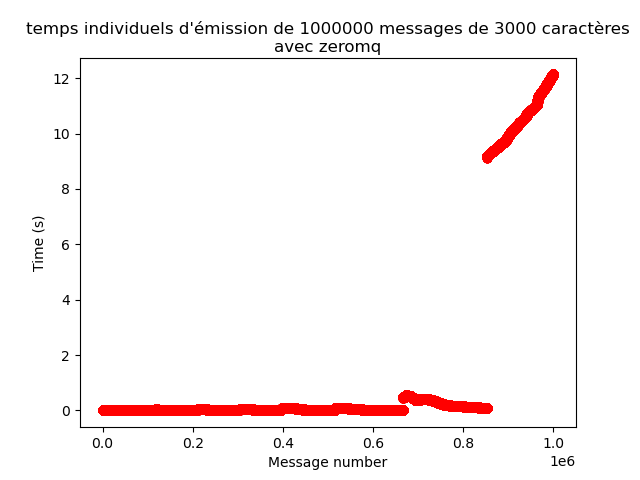 temps individuels d'émission de 1000000 messages de 3000 caractères
avec zeromq
12
10
8
6
4
2
0
Time (s)
0.0 0.2 0.4 0.6 0.8 1.0
1e6
Message number